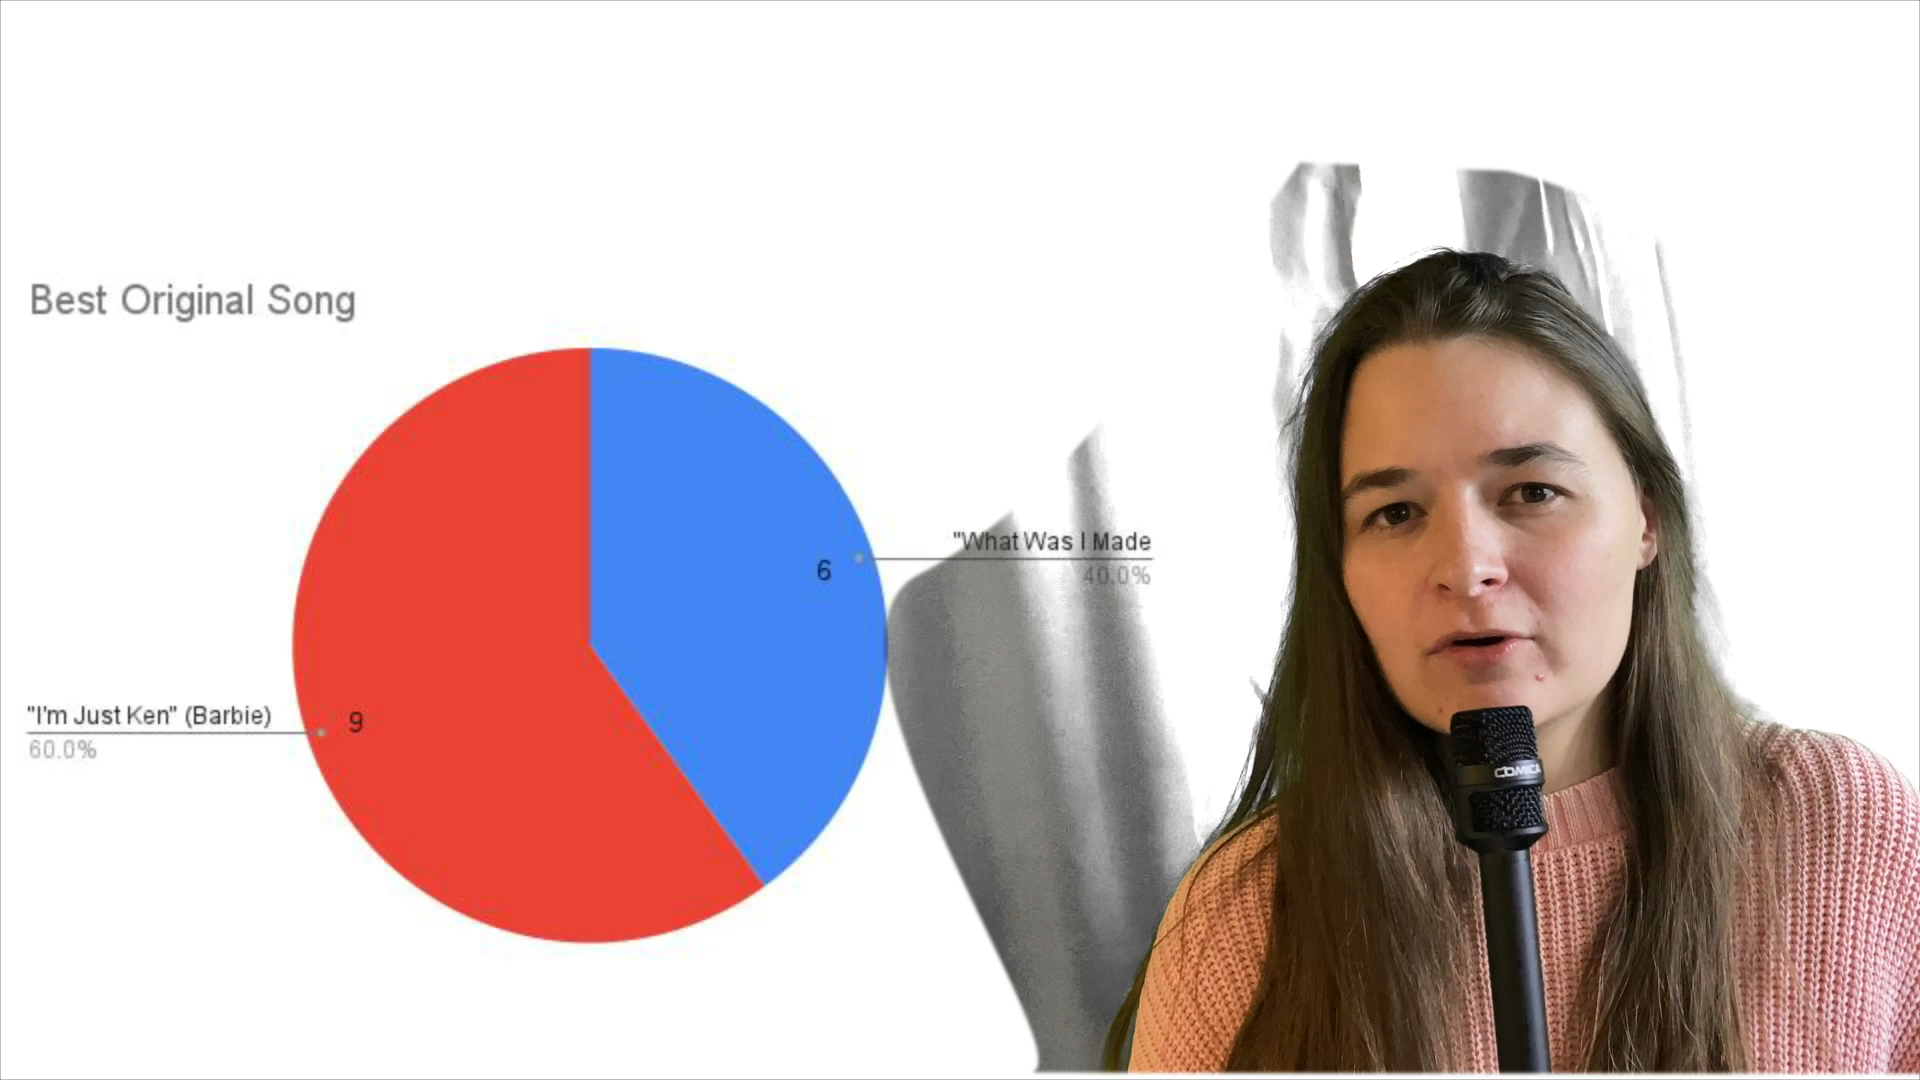 Best Original Song
"What Was I Made
40.0%
6
"I'm Just Ken" (Barbie)
60.0%
9
COMICA